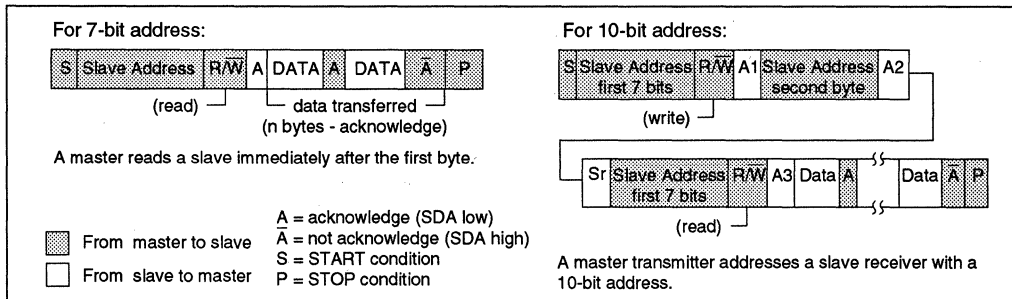 For 7-bit address:
S Slave Address R/W̅ A DATA A DATA A̅ P
(read)
data transferred
(n bytes - acknowledge)
A master reads a slave immediately after the first byte.
From master to slave
From slave to master
A = acknowledge (SDA low)
A̅ = not acknowledge (SDA high)
S = START condition
P = STOP condition
For 10-bit address:
S Slave Address first 7 bits R/W̅ A1 Slave Address second byte A2
(write)
Sr Slave Address first 7 bits R/W̅ A3 Data A Data A̅ P
(read)
A master transmitter addresses a slave receiver with a
10-bit address.